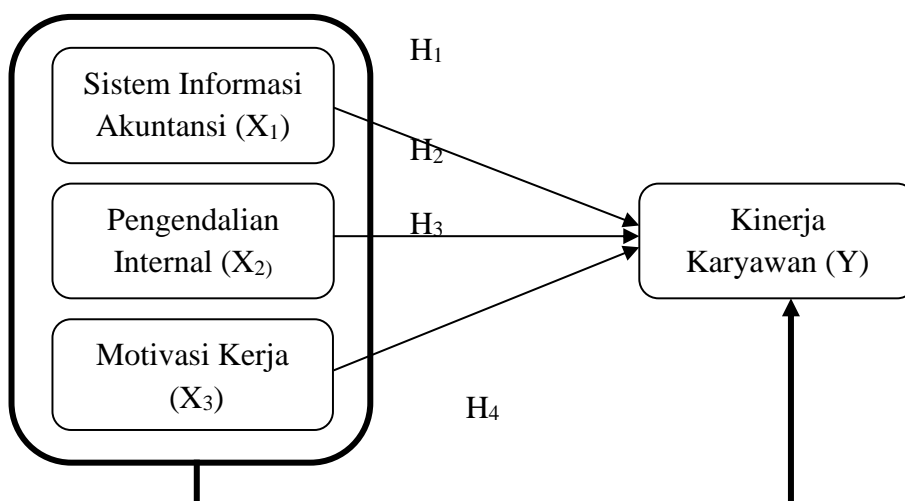 H₁
Sistem Informasi
Akuntansi (X₁)
H₂
Pengendalian
Internal (X₂)
H₃
Kinerja
Karyawan (Y)
Motivasi Kerja
(X₃)
H₄